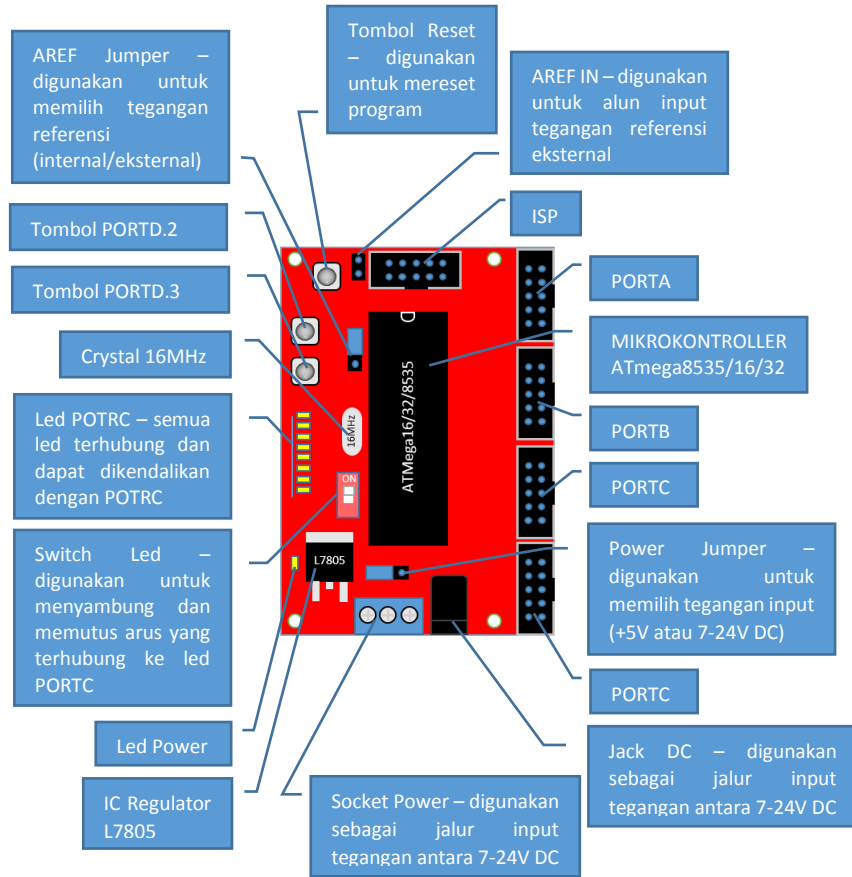 Tombol Reset
– digunakan
untuk mereset
program
AREF Jumper –
digunakan untuk
memilih tegangan
referensi
(internal/eksternal)
AREF IN – digunakan
untuk alun input
tegangan referensi
eksternal
ISP
Tombol PORTD.2
Tombol PORTD.3
Crystal 16MHz
Led POTRC – semua
led terhubung dan
dapat dikendalikan
dengan POTRC
Switch Led –
digunakan untuk
menyambung dan
memutus arus yang
terhubung ke led
PORTC
Led Power
IC Regulator
L7805
16MHz
ON
L7805
ATMega16/32/8535
PORTA
MIKROKONTROLLER
ATmega8535/16/32
PORTB
PORTC
Power Jumper –
digunakan untuk
memilih tegangan input
(+5V atau 7-24V DC)
PORTC
Jack DC – digunakan
sebagai jalur input
tegangan antara 7-24V DC
Socket Power – digunakan
sebagai jalur input
tegangan antara 7-24V DC